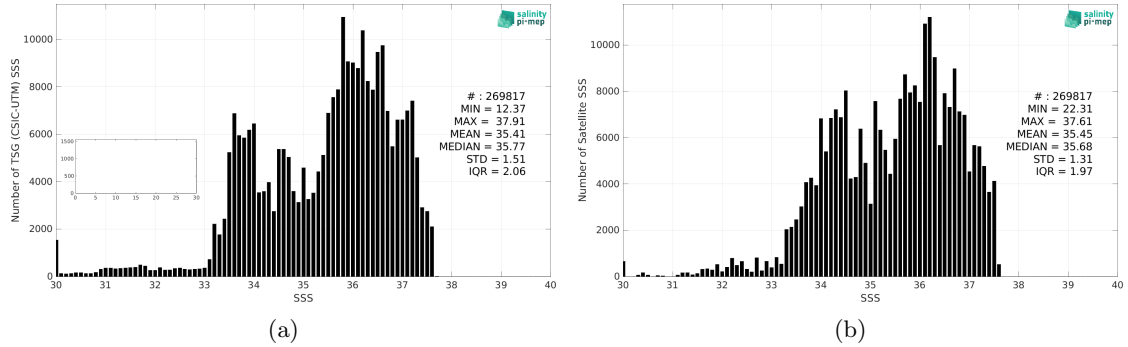 salinity
pi-mep
Number of TSG (CSIC-UTM) SSS
10000
8000
6000
4000
2000
0
# : 269817
MIN = 12.37
MAX = 37.91
MEAN = 35.41
MEDIAN = 35.77
STD = 1.51
IQR = 2.06
1500
1000
500
0
0 5 10 15 20 25 30
30 31 32 33 34 35 36 37 38 39 40
SSS
(a)
salinity
pi-mep
Number of Satellite SSS
10000
8000
6000
4000
2000
0
# : 269817
MIN = 22.31
MAX = 37.61
MEAN = 35.45
MEDIAN = 35.68
STD = 1.31
IQR = 1.97
30 31 32 33 34 35 36 37 38 39 40
SSS
(b)